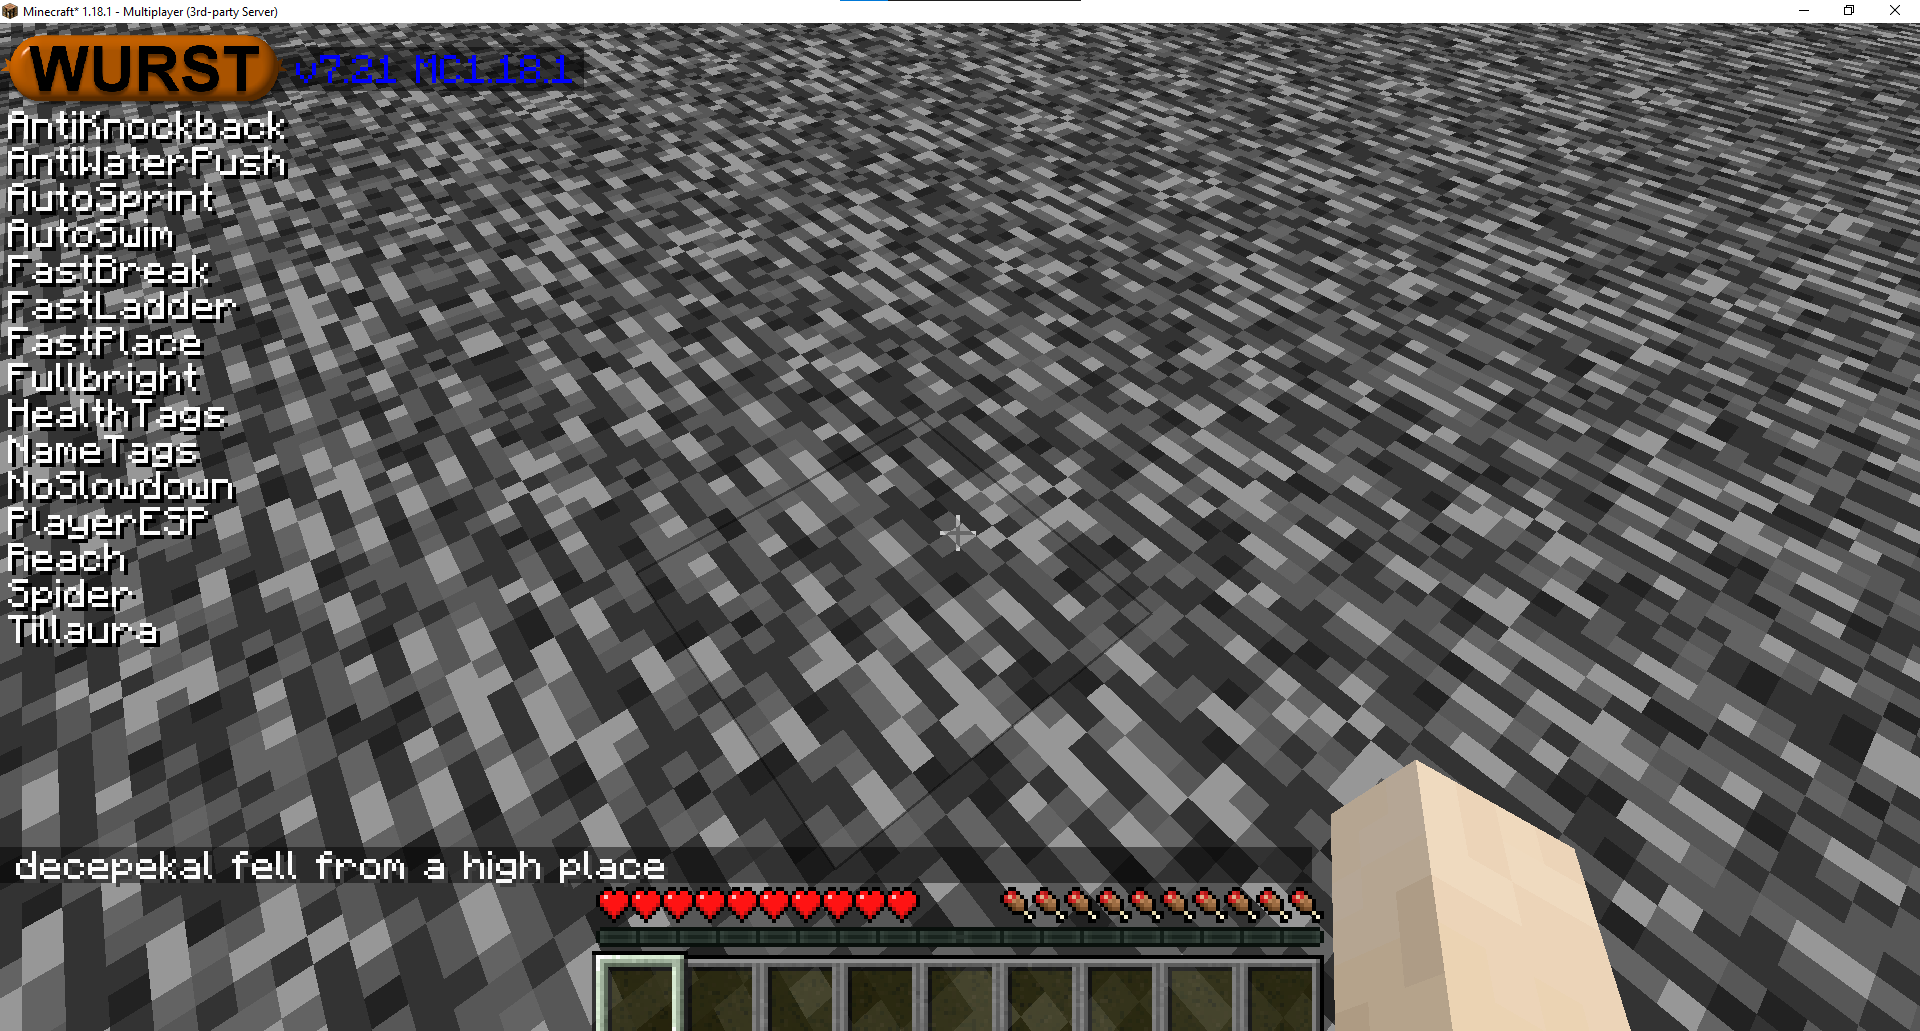 Minecraft* 1.18.1 - Multiplayer (3rd-party Server)
WURST v7.21 MC1.18.1
AntiKnockback
AntiWaterPush
AutoSprint
AutoSwim
FastBreak
FastLadder
FastPlace
Fullbright
HealthTags
NameTags
NoSlowdown
PlayerESP
Reach
Spider
Tillaura
decepekal fell from a high place